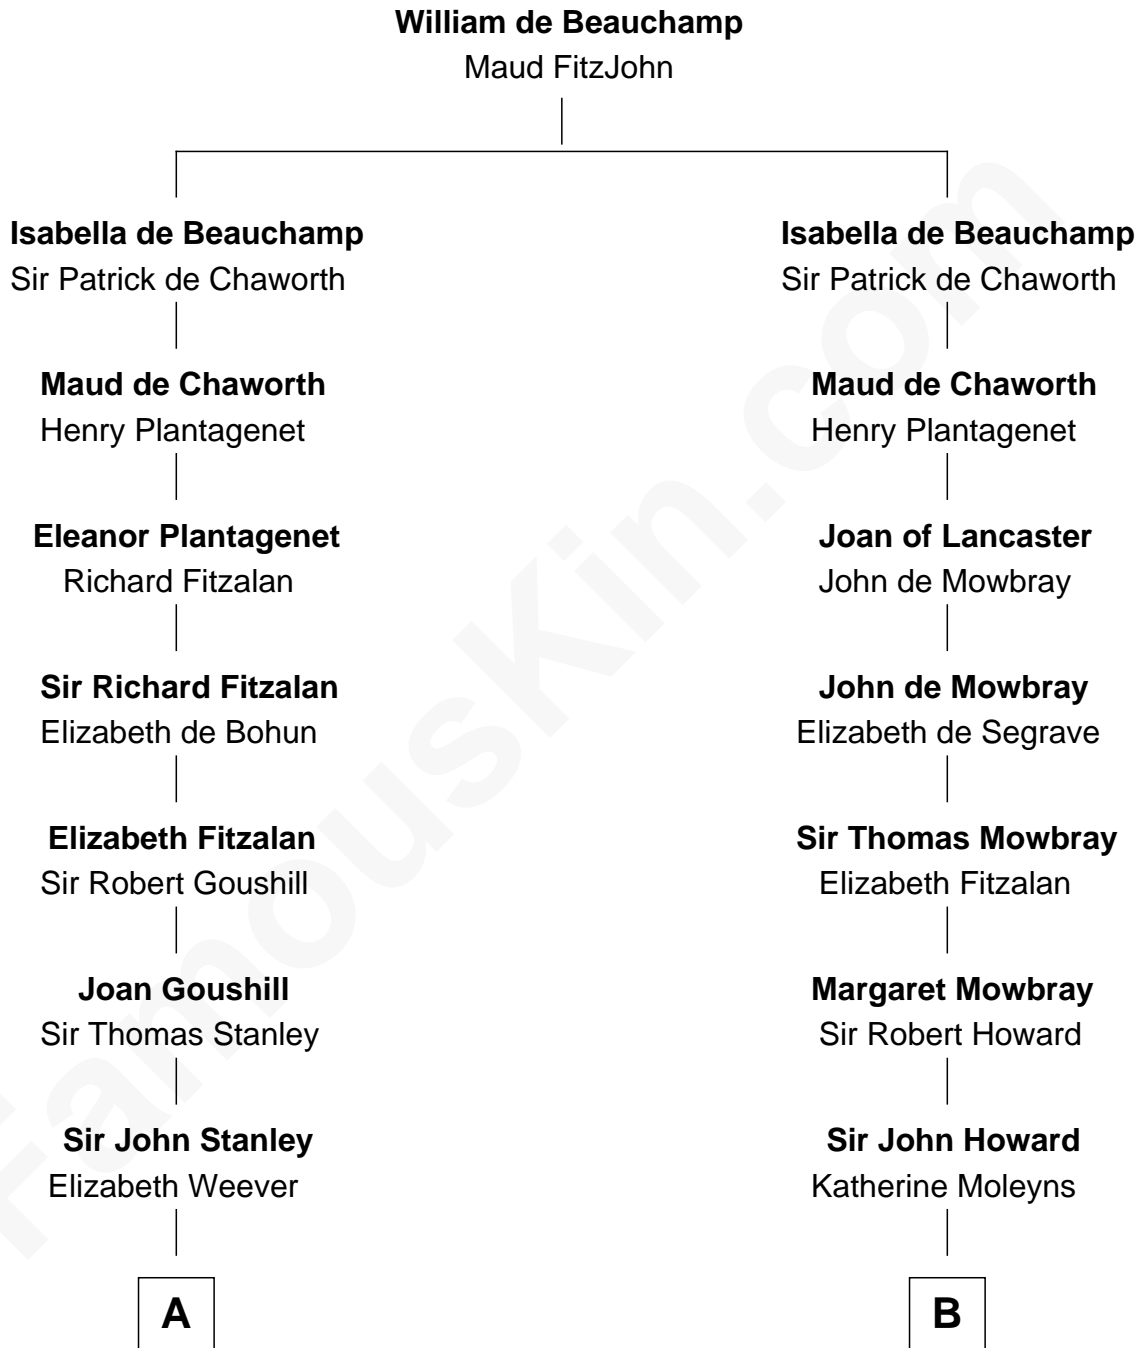 William de Beauchamp
Maud FitzJohn
Isabella de Beauchamp
Sir Patrick de Chaworth
Isabella de Beauchamp
Sir Patrick de Chaworth
Maud de Chaworth
Henry Plantagenet
Maud de Chaworth
Henry Plantagenet
Eleanor Plantagenet
Richard Fitzalan
Joan of Lancaster
John de Mowbray
Sir Richard Fitzalan
Elizabeth de Bohun
John de Mowbray
Elizabeth de Segrave
Elizabeth Fitzalan
Sir Robert Goushill
Sir Thomas Mowbray
Elizabeth Fitzalan
Joan Goushill
Sir Thomas Stanley
Margaret Mowbray
Sir Robert Howard
Sir John Stanley
Elizabeth Weever
Sir John Howard
Katherine Moleyns
A
B
FamousKin.com